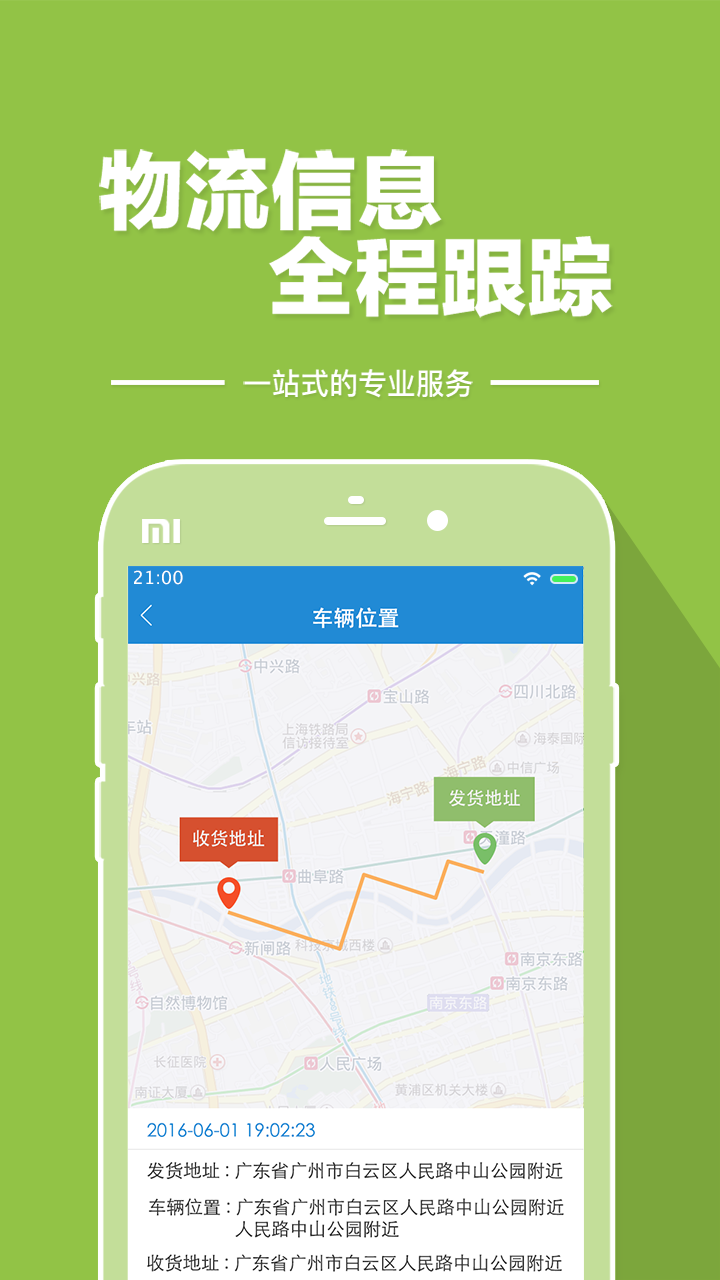 物流信息
全程跟踪
一站式的专业服务
MI
21:00
车辆位置
中兴路
中兴路
宝山路
四川北路
车站
上海铁路局
信访接待室
海泰国际
海宁路
海宁路
中信广场
发货地址
收货地址
天潼路
曲阜路
新闸路
科技京城西楼
南京东路
南京东路
自然博物馆
南京东路
人民广场
长征医院
南证大厦
黄浦区机关大楼
2016-06-01 19:02:23
发货地址 : 广东省广州市白云区人民路中山公园附近
车辆位置 : 广东省广州市白云区人民路中山公园附近
人民路中山公园附近
收货地址 : 广东省广州市白云区人民路中山公园附近